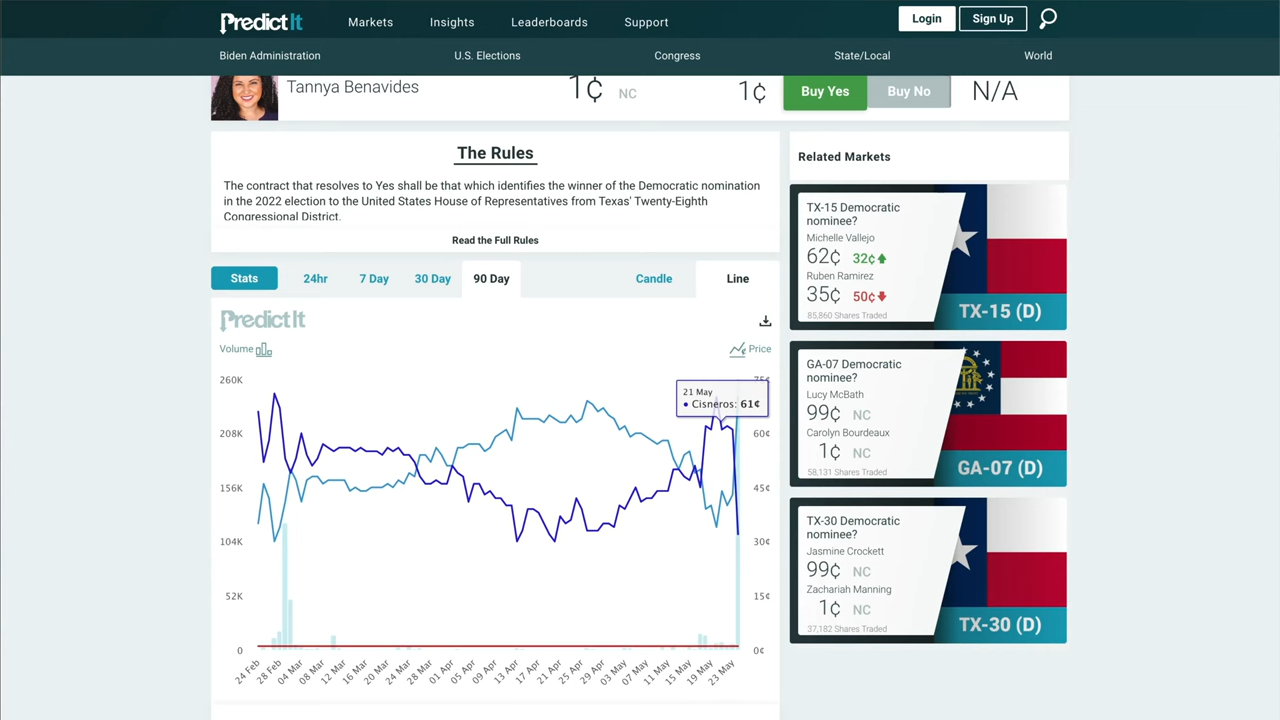 PredictIt Markets Insights Leaderboards Support Login Sign Up
Biden Administration U.S. Elections Congress State/Local World
Tannya Benavides 1¢ NC 1¢ Buy Yes Buy No N/A
The Rules
The contract that resolves to Yes shall be that which identifies the winner of the Democratic nomination
in the 2022 election to the United States House of Representatives from Texas' Twenty-Eighth
Congressional District.
Read the Full Rules
Stats 24hr 7 Day 30 Day 90 Day Candle Line
PredictIt
Volume Price
260K 75¢
208K 60¢
156K 45¢
104K 30¢
52K 15¢
0 0¢
21 May
Cisneros: 61¢
24 Feb 28 Feb 04 Mar 08 Mar 12 Mar 16 Mar 20 Mar 24 Mar 28 Mar 01 Apr 05 Apr 09 Apr 13 Apr 17 Apr 21 Apr 25 Apr 29 Apr 03 May 07 May 11 May 15 May 19 May 23 May
Related Markets
TX-15 Democratic
nominee?
Michelle Vallejo
62¢ 32¢
Ruben Ramirez
35¢ 50¢
85,860 Shares Traded
TX-15 (D)
GA-07 Democratic
nominee?
Lucy McBath
99¢ NC
Carolyn Bourdeaux
1¢ NC
58,131 Shares Traded
GA-07 (D)
TX-30 Democratic
nominee?
Jasmine Crockett
99¢ NC
Zachariah Manning
1¢ NC
37,182 Shares Traded
TX-30 (D)